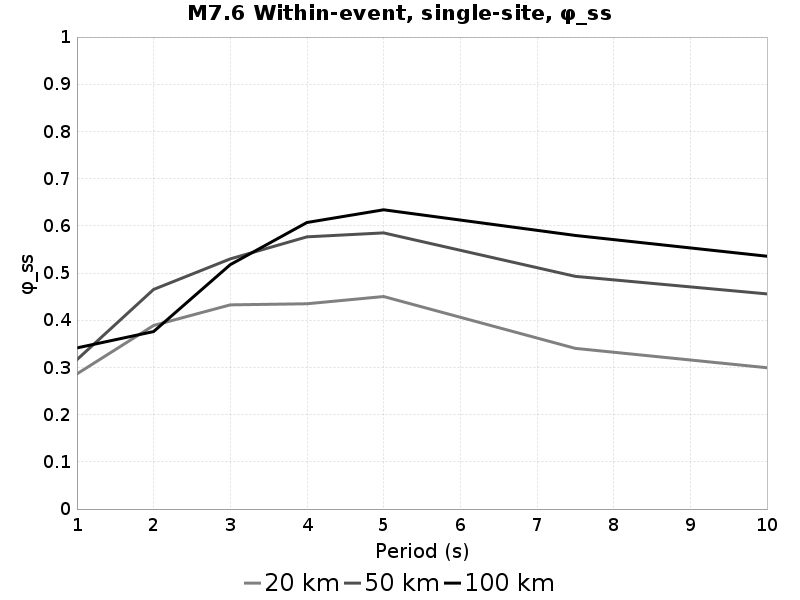 M7.6 Within-event, single-site, φ_ss
1
0.9
0.8
0.7
0.6
0.5
0.4
0.3
0.2
0.1
0
φ_ss
1 2 3 4 5 6 7 8 9 10
Period (s)
20 km 50 km 100 km